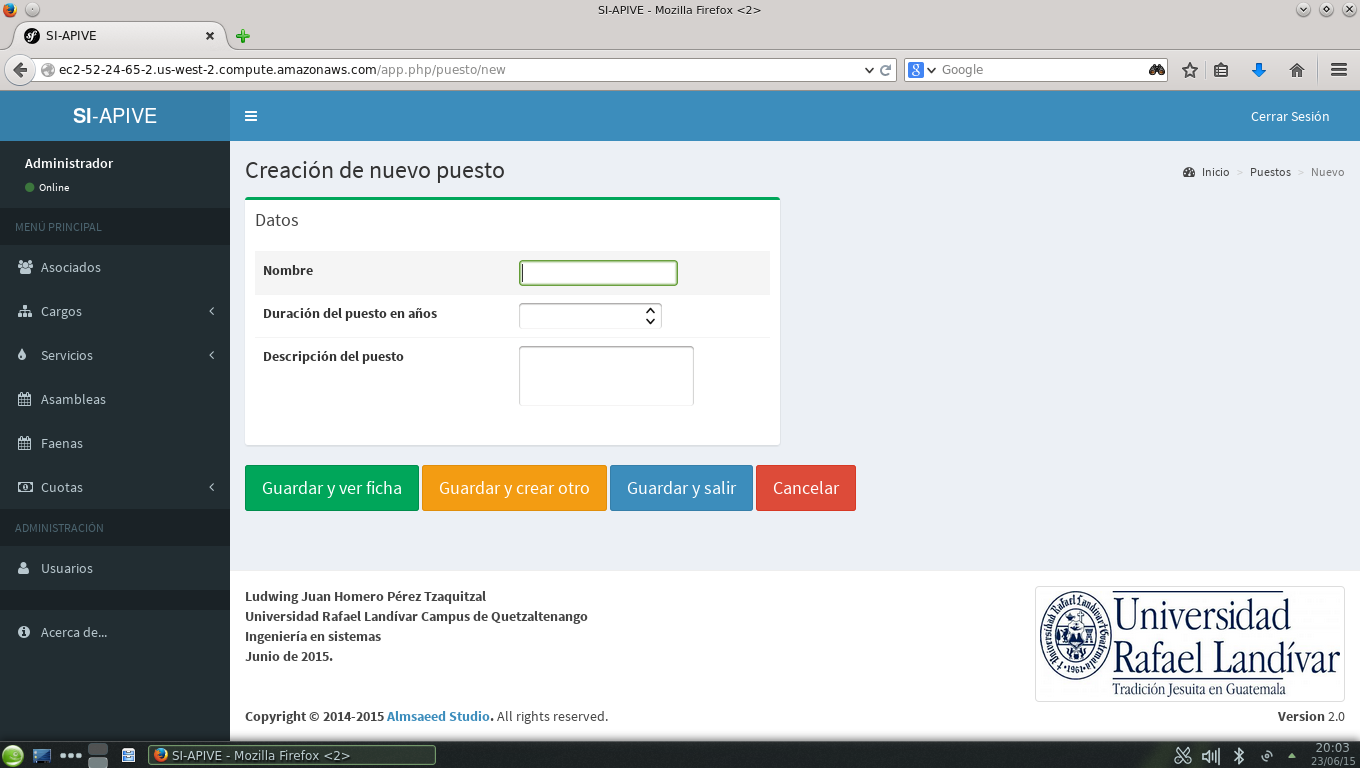 SI-APIVE - Mozilla Firefox <2>
SI-APIVE
ec2-52-24-65-2.us-west-2.compute.amazonaws.com/app.php/puesto/new
Google
SI-APIVE
Cerrar Sesión
Administrador
Online
MENÚ PRINCIPAL
Asociados
Cargos
Servicios
Asambleas
Faenas
Cuotas
ADMINISTRACIÓN
Usuarios
Acerca de...
Creación de nuevo puesto
Inicio > Puestos > Nuevo
Datos
Nombre
Duración del puesto en años
Descripción del puesto
Guardar y ver ficha
Guardar y crear otro
Guardar y salir
Cancelar
Ludwing Juan Homero Pérez Tzaquitzal
Universidad Rafael Landívar Campus de Quetzaltenango
Ingeniería en sistemas
Junio de 2015.
Universidad
Rafael Landívar
Tradición Jesuita en Guatemala
Copyright © 2014-2015 Almsaeed Studio. All rights reserved.
Version 2.0
SI-APIVE - Mozilla Firefox <2>
20:03
23/06/15